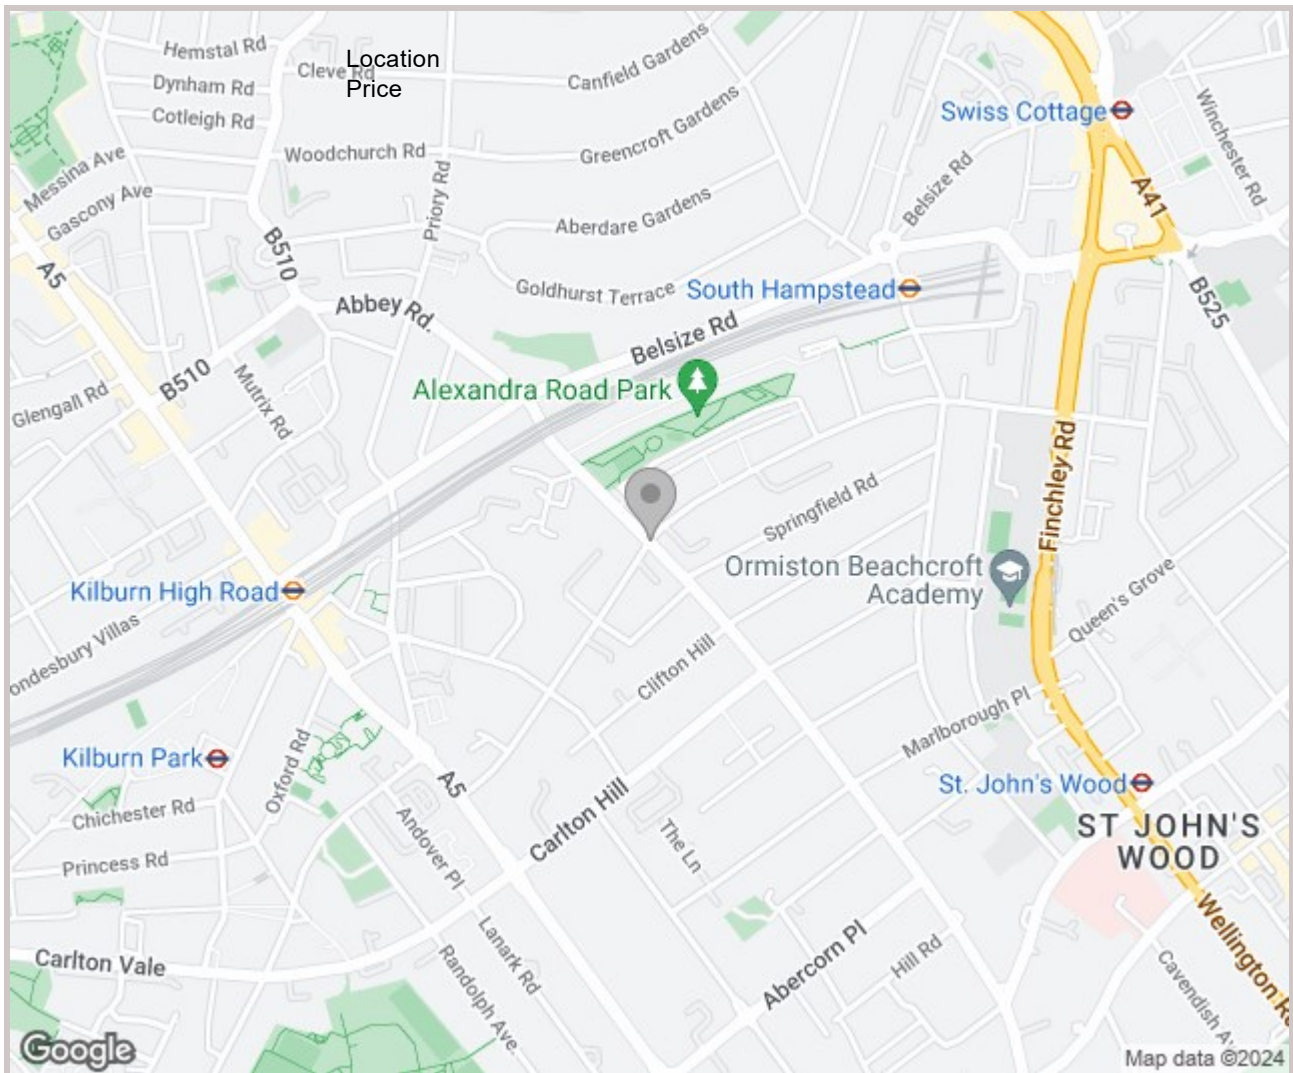 Hemstal Rd
Location
Price
Cleve Rd
Canfield Gardens
Dynham Rd
Cotleigh Rd
Swiss Cottage
Winchester Rd
Greencroft Gardens
Woodchurch Rd
Messina Ave
Gascony Ave
Priory Rd
Belsize Rd
A41
Aberdare Gardens
B510
A5
Goldhurst Terrace
South Hampstead
B525
Abbey Rd.
Belsize Rd
B510
Mutrix Rd
Glengall Rd
Alexandra Road Park
Finchley Rd
Springfield Rd
Ormiston Beachcroft
Academy
Kilburn High Road
Queen's Grove
ondesbury Villas
Clifton Hill
Marlborough Pl
Kilburn Park
Oxford Rd
A5
St. John's Wood
Chichester Rd
Andover Pl
Carlton Hill
The Ln
ST JOHN'S
WOOD
Princess Rd
Wellington R
Carlton Vale
Lanark Rd
Randolph Ave.
Abercorn Pl
Hill Rd
Cavendish Av
Google
Map data ©2024